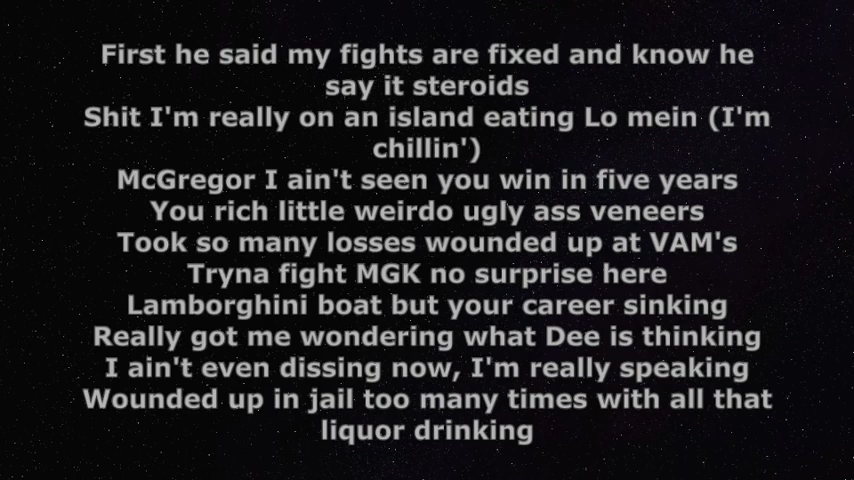 First he said my fights are fixed and know he
say it steroids
Shit I'm really on an island eating Lo mein (I'm
chillin')
McGregor I ain't seen you win in five years
You rich little weirdo ugly ass veneers
Took so many losses wounded up at VAM's
Tryna fight MGK no surprise here
Lamborghini boat but your career sinking
Really got me wondering what Dee is thinking
I ain't even dissing now, I'm really speaking
Wounded up in jail too many times with all that
liquor drinking